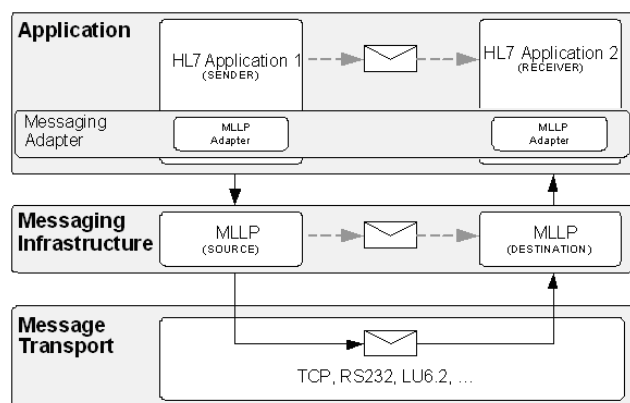 Application
HL7 Application 1
(SENDER)
HL7 Application 2
(RECEIVER)
Messaging
Adapter
MLLP
Adapter
MLLP
Adapter
Messaging
Infrastructure
MLLP
(SOURCE)
MLLP
(DESTINATION)
Message
Transport
TCP, RS232, LU6.2, ...